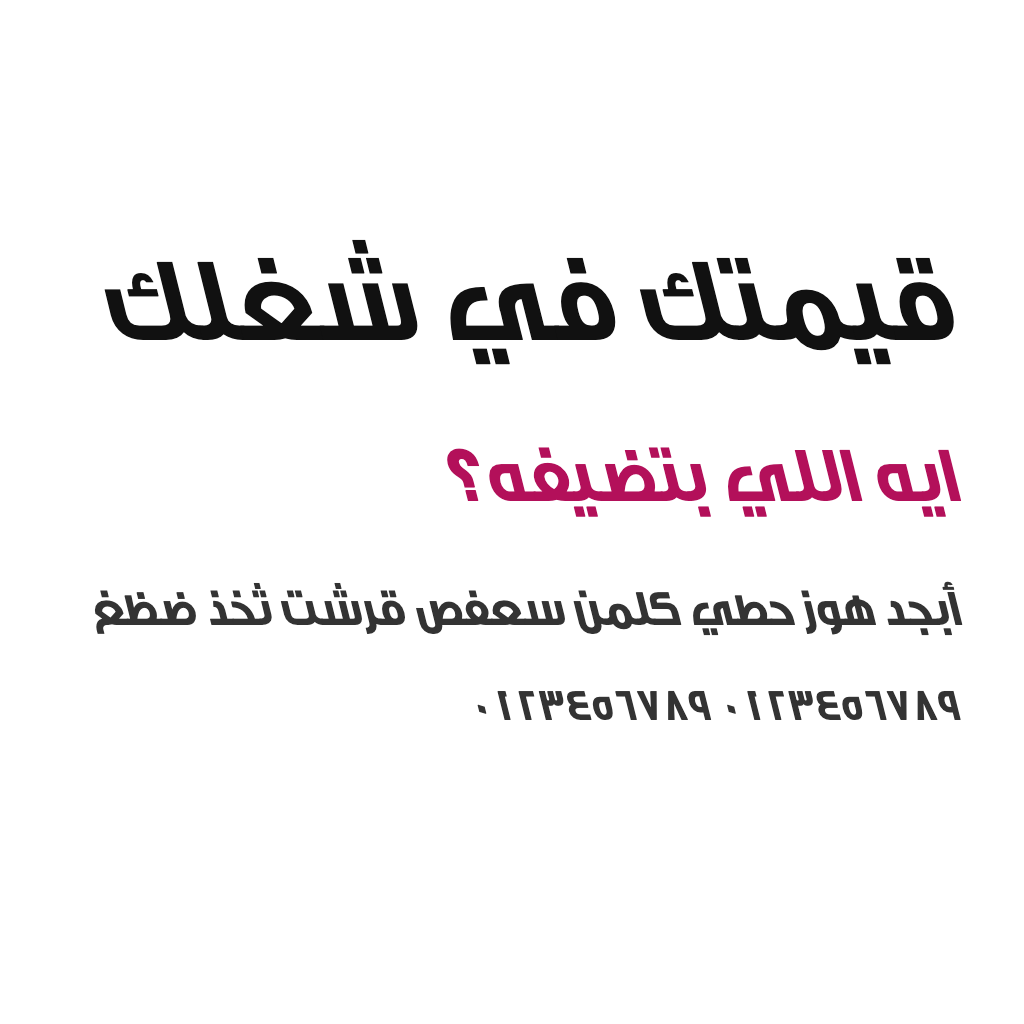 قيمتك في شغلك
ايه اللي بتضيفه؟
أبجد هوز حطي كلمن سعفص قرشت ثخذ ضظغ
٠١٢٣٤٥٦٧٨٩ ٠١٢٣٤٥٦٧٨٩